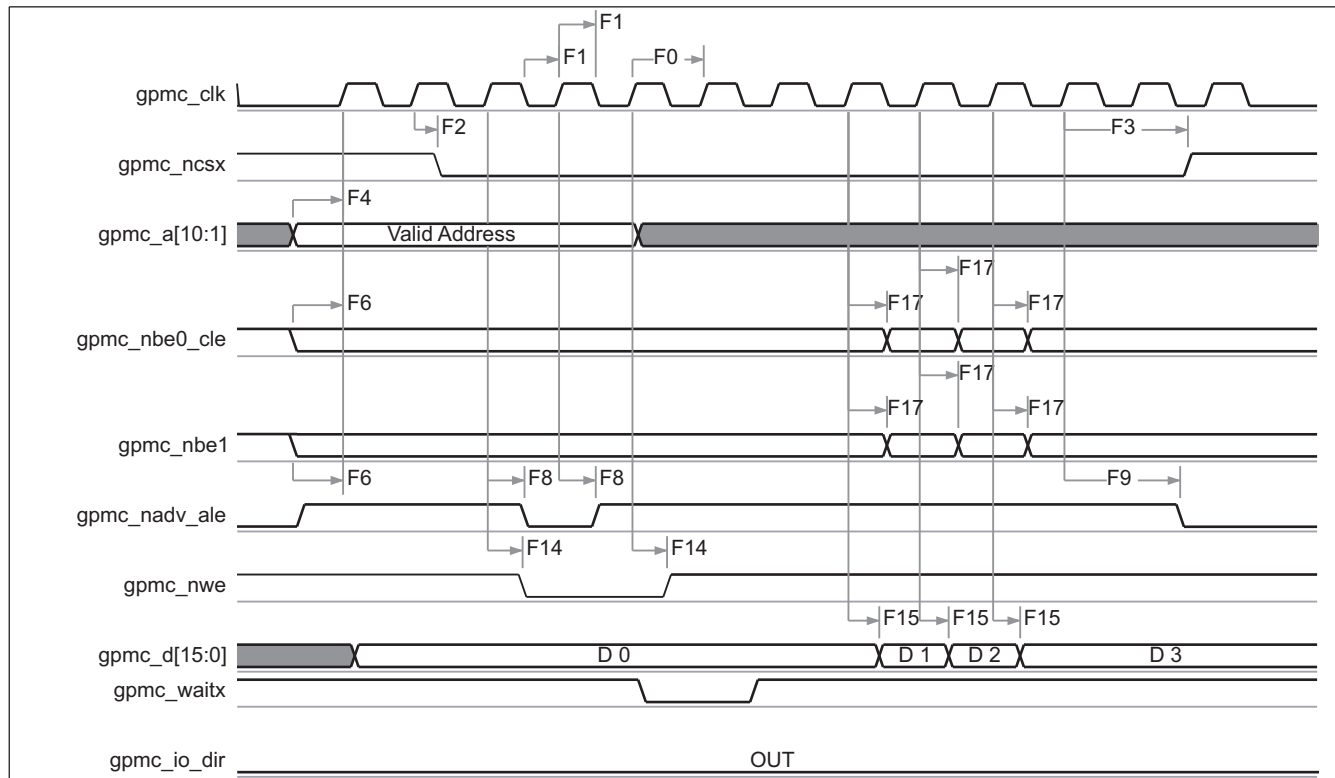 F1
F1 F0
gpmc_clk
F2 F3
gpmc_ncsx
F4
gpmc_a[10:1] Valid Address
F17
F6 F17 F17
gpmc_nbe0_cle
F17
F17 F17
gpmc_nbe1
F6 F8 F8 F9
gpmc_nadv_ale
F14 F14
gpmc_nwe
F15 F15 F15
gpmc_d[15:0] D 0 D 1 D 2 D 3
gpmc_waitx
gpmc_io_dir OUT